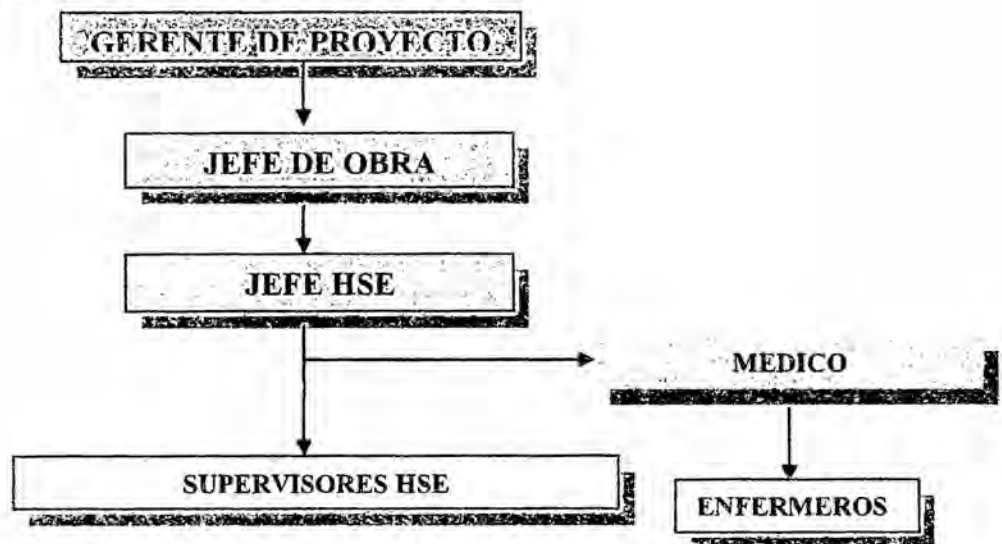 GERENTE DE PROYECTO
JEFE DE OBRA
JEFE HSE
MEDICO
SUPERVISORES HSE
ENFERMEROS